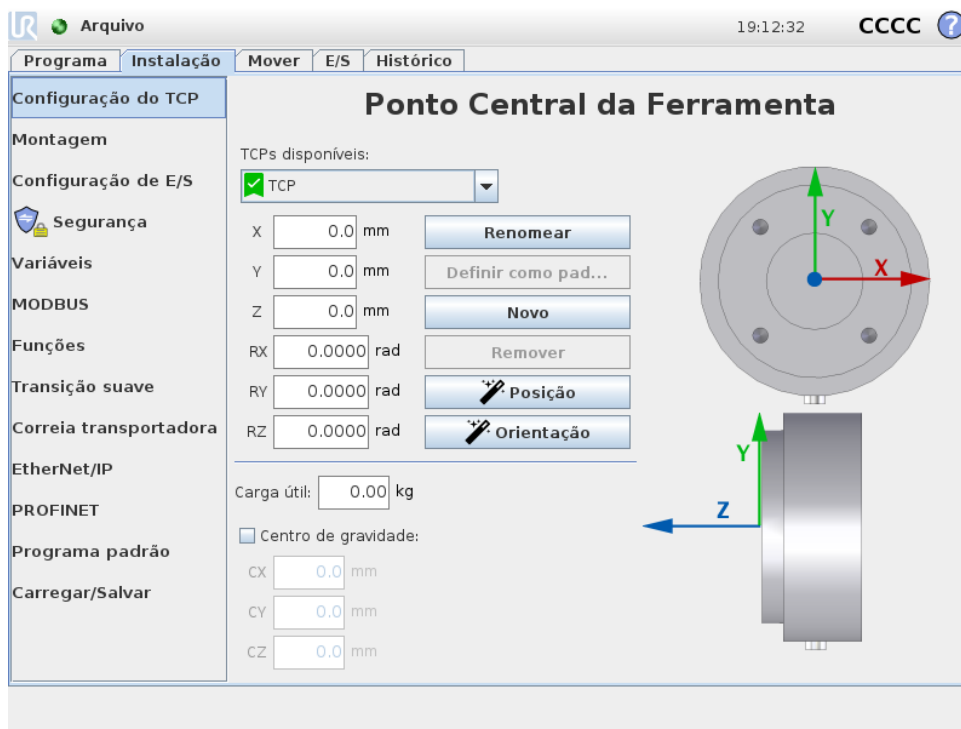 UR Arquivo 19:12:32 CCCC ?
Programa Instalação Mover E/S Histórico
Configuração do TCP
Montagem
Configuração de E/S
Segurança
Variáveis
MODBUS
Funções
Transição suave
Correia transportadora
EtherNet/IP
PROFINET
Programa padrão
Carregar/Salvar
Ponto Central da Ferramenta
TCPs disponíveis:
TCP
X 0.0 mm Renomear
Y 0.0 mm Definir como pad...
Z 0.0 mm Novo
RX 0.0000 rad Remover
RY 0.0000 rad Posição
RZ 0.0000 rad Orientação
Carga útil: 0.00 kg
Centro de gravidade:
CX 0.0 mm
CY 0.0 mm
CZ 0.0 mm
Y
X
Y
Z